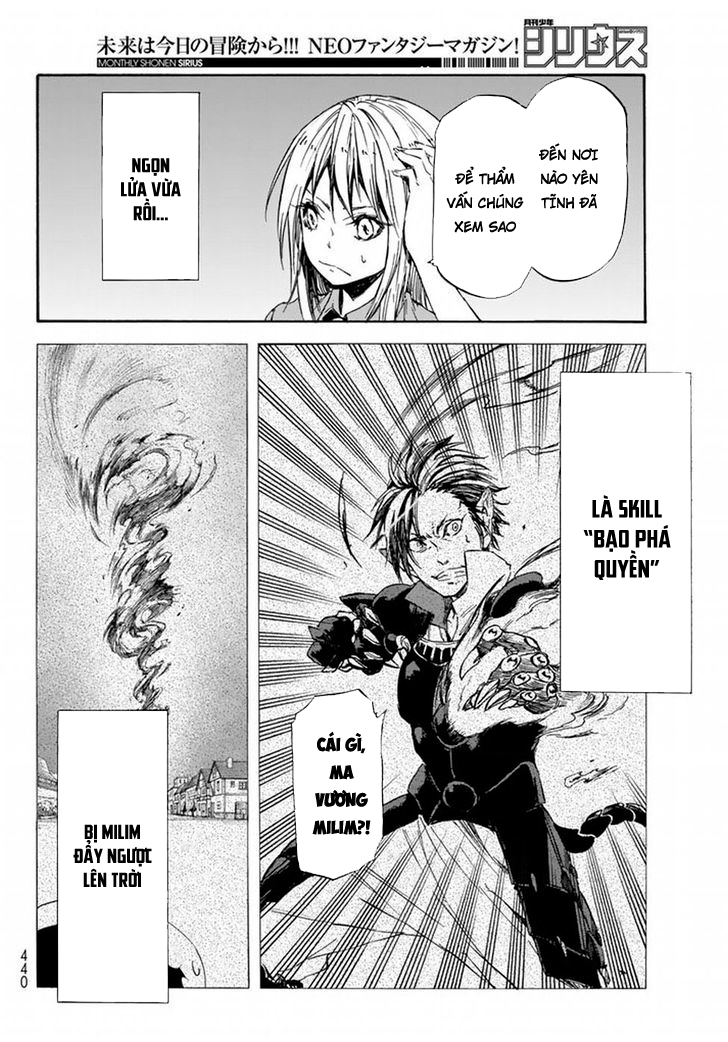 未来は今日の冒険から!!! NEOファンタジーマガジン!
月刊少年
シリウス
MONTHLY SHONEN SIRIUS
ĐẾN NƠI
NÀO YÊN
TĨNH ĐÃ
ĐỂ THẨM
VẤN CHÚNG
XEM SAO
NGỌN
LỬA VỪA
RỒI...
LÀ SKILL
“BẠO PHÁ
QUYỀN”
CÁI GÌ,
MA
VƯƠNG
MILIM?!
BỊ MILIM
ĐẨY NGƯỢC
LÊN TRỜI
440